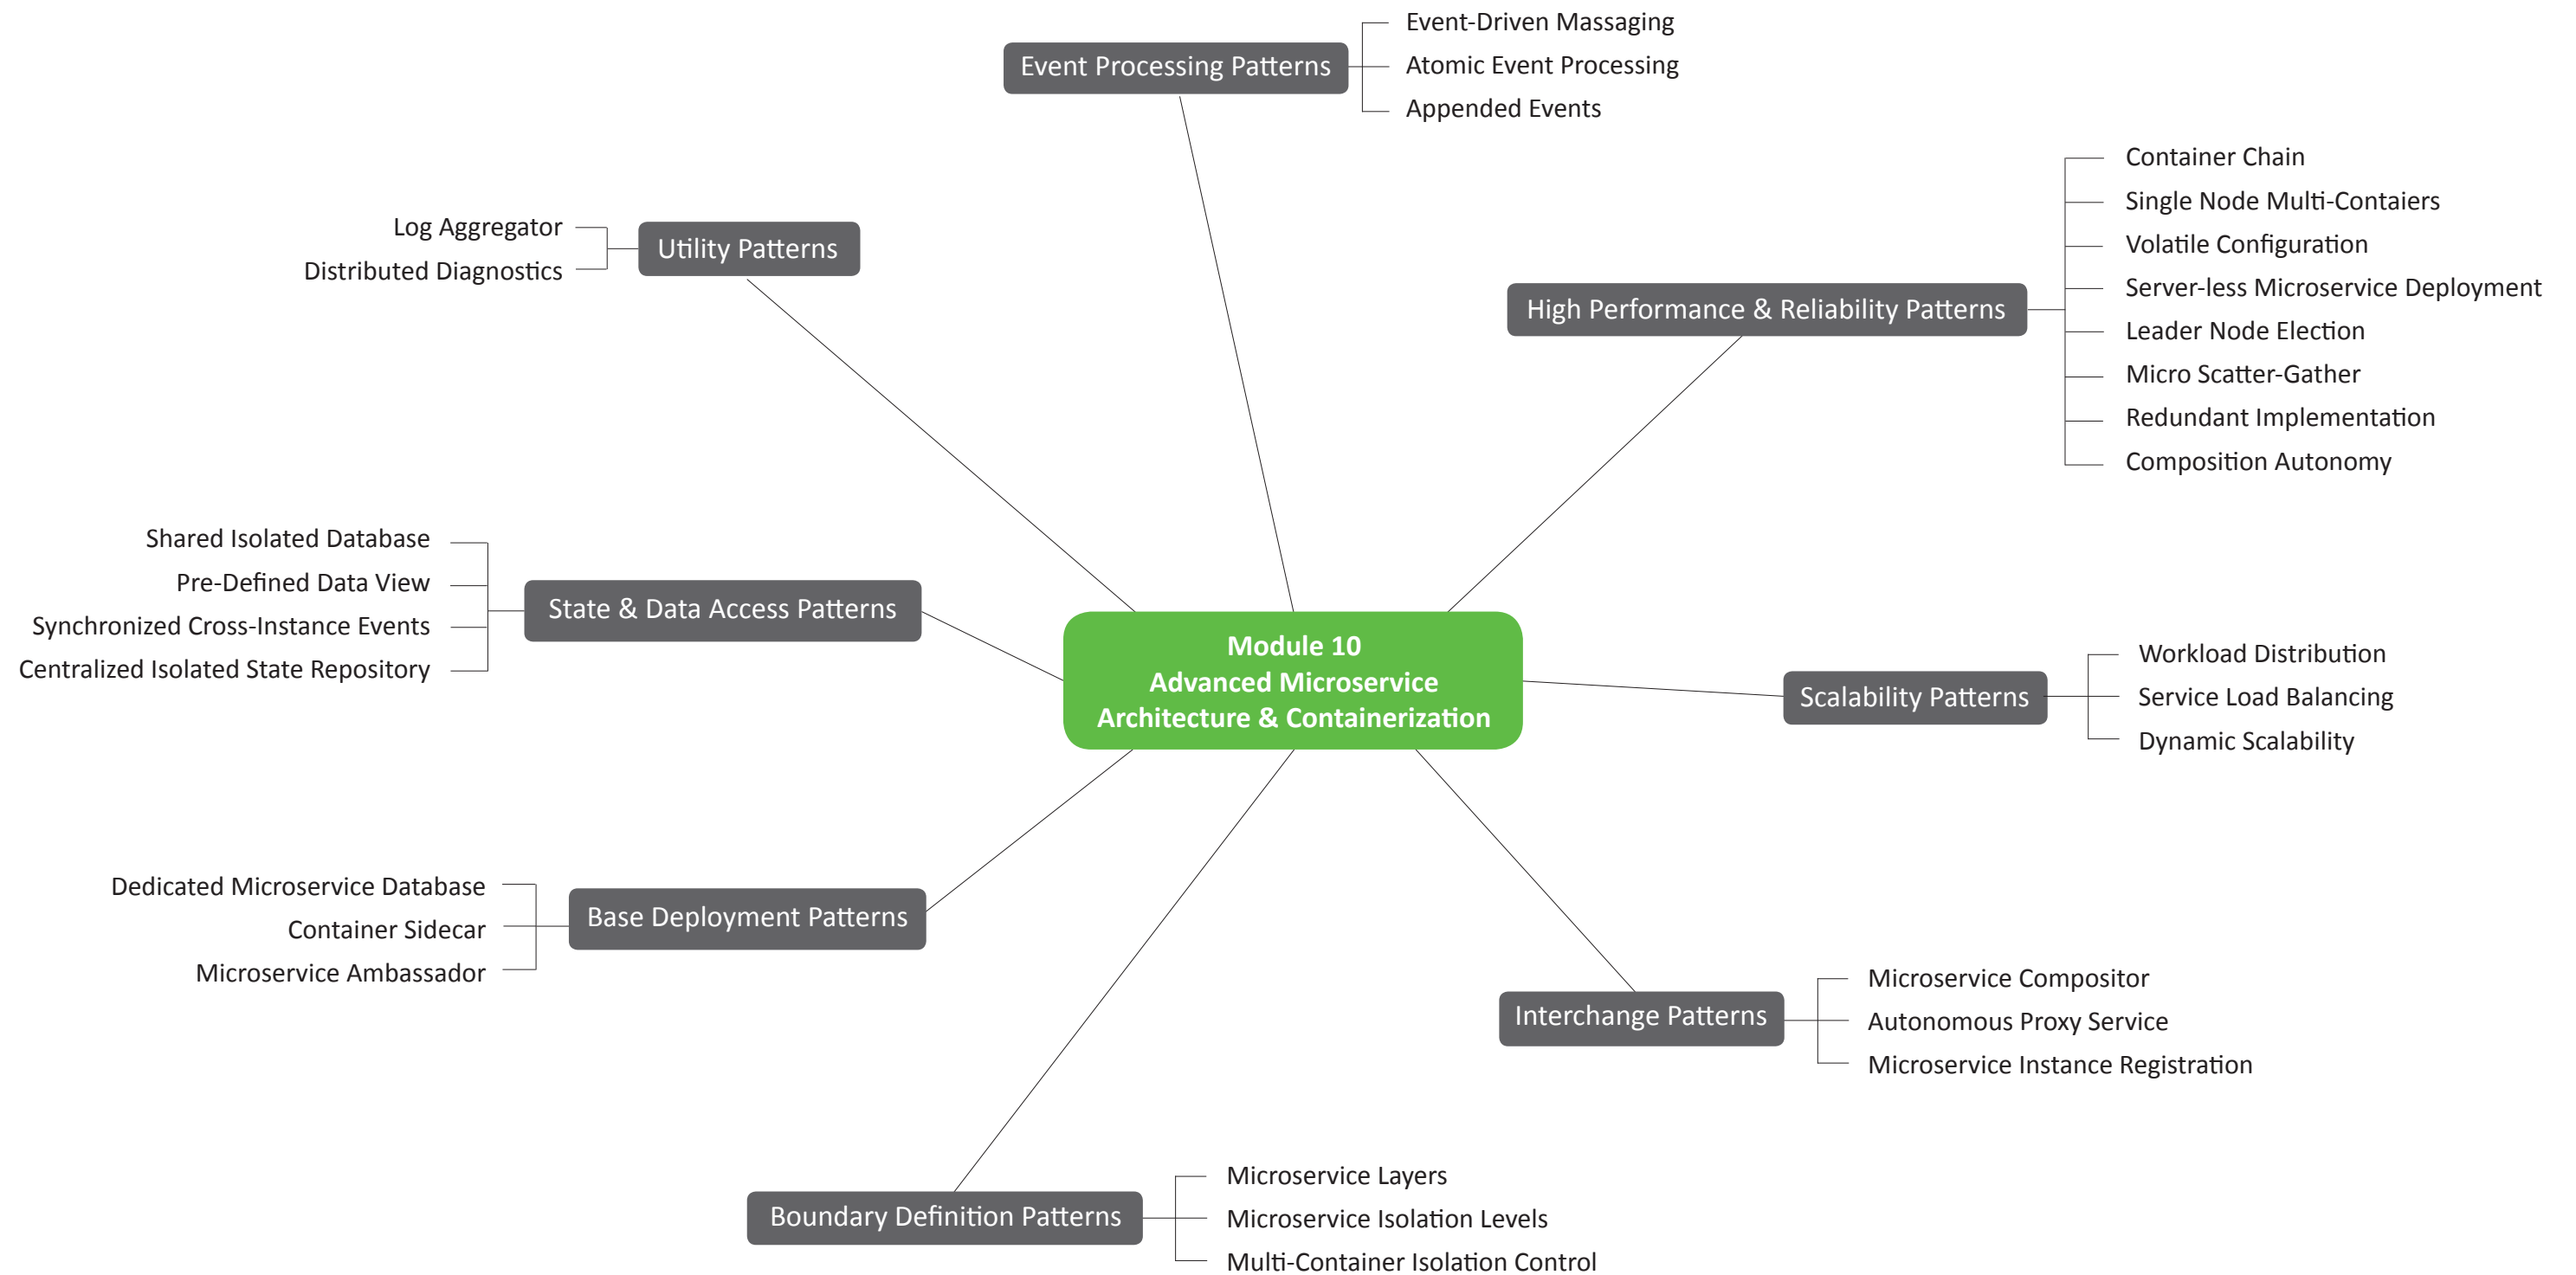 Event Processing Patterns
Event-Driven Massaging
Atomic Event Processing
Appended Events
High Performance & Reliability Patterns
Container Chain
Single Node Multi-Contaiers
Volatile Configuration
Server-less Microservice Deployment
Leader Node Election
Micro Scatter-Gather
Redundant Implementation
Composition Autonomy
Utility Patterns
Log Aggregator
Distributed Diagnostics
State & Data Access Patterns
Shared Isolated Database
Pre-Defined Data View
Synchronized Cross-Instance Events
Centralized Isolated State Repository
Module 10
Advanced Microservice
Architecture & Containerization
Scalability Patterns
Workload Distribution
Service Load Balancing
Dynamic Scalability
Base Deployment Patterns
Dedicated Microservice Database
Container Sidecar
Microservice Ambassador
Interchange Patterns
Microservice Compositor
Autonomous Proxy Service
Microservice Instance Registration
Boundary Definition Patterns
Microservice Layers
Microservice Isolation Levels
Multi-Container Isolation Control